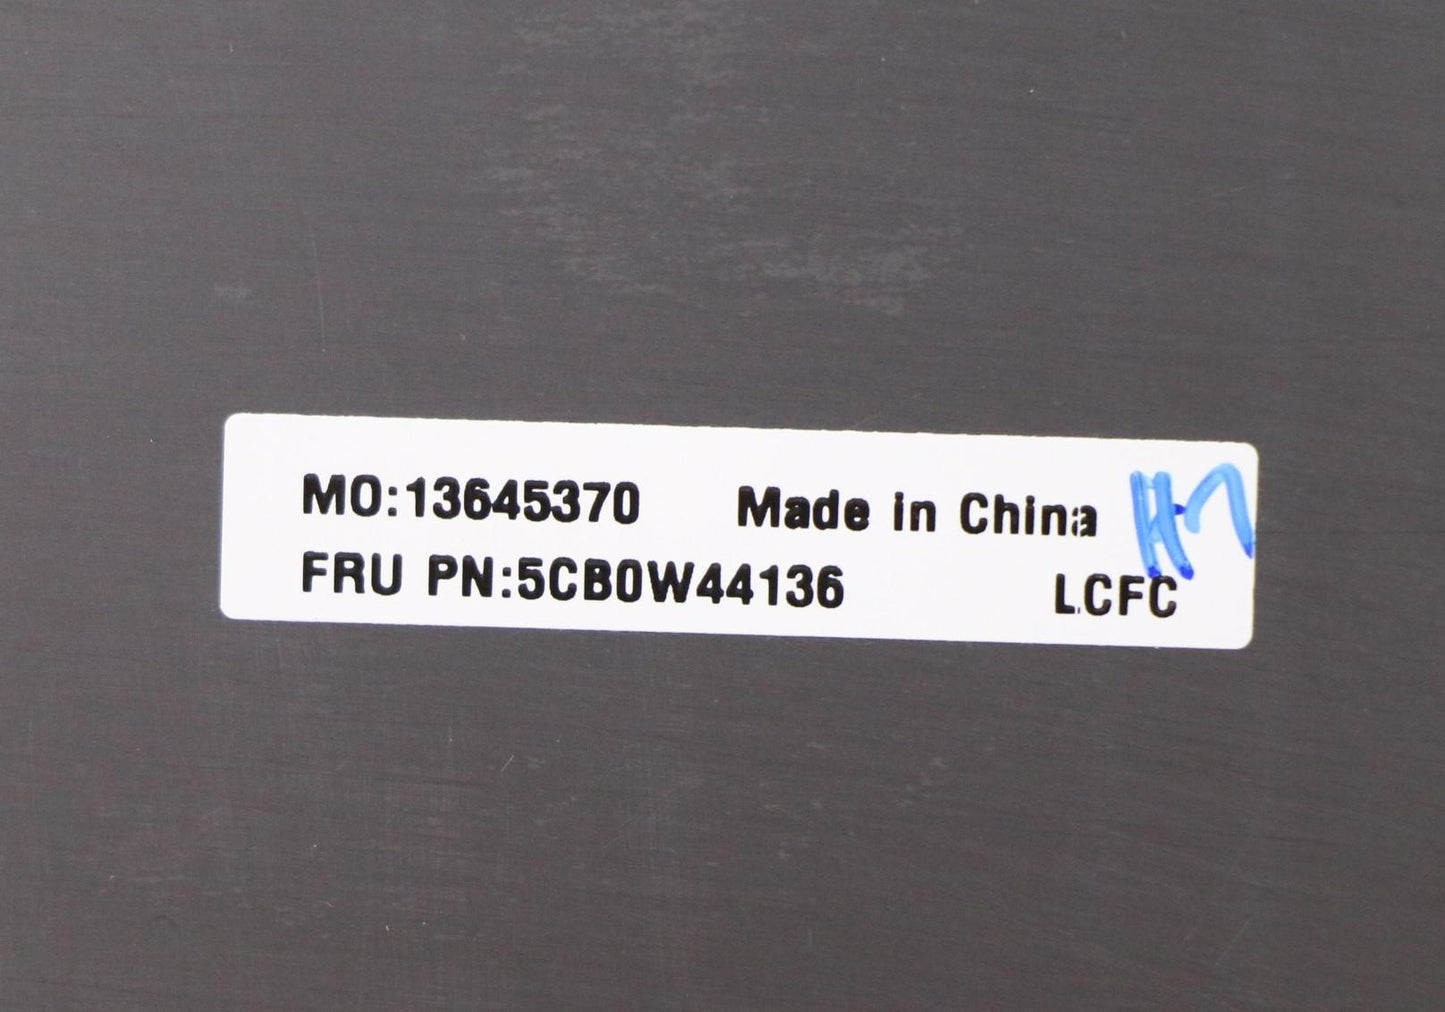 MO:13645370 Made in China
FRU PN:5CB0W44136 LCFC